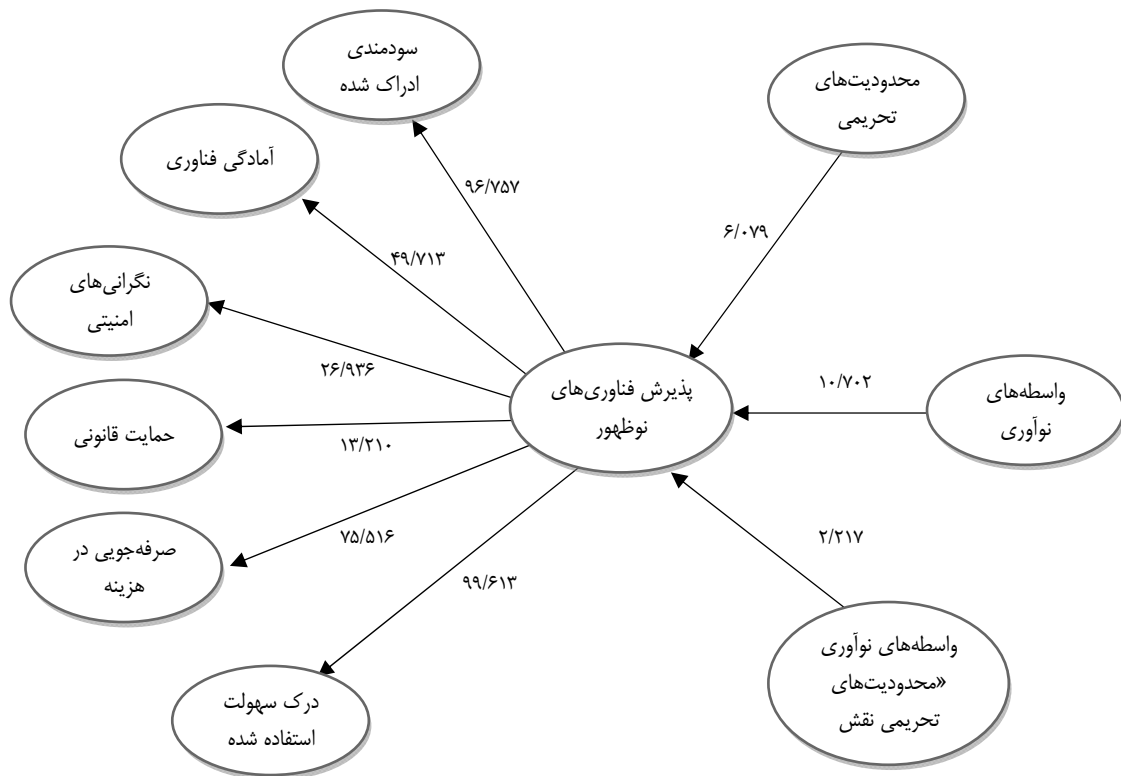 سودمندی
ادراک شده
محدودیت‌های
تحریمی
آمادگی فناوری
۹۶/۷۵۷
۶/۰۷۹
۴۹/۷۱۳
نگرانی‌های
امنیتی
۲۶/۹۳۶
پذیرش فناوری‌های
نوظهور
۱۰/۷۰۲
واسطه‌های
نوآوری
حمایت قانونی
۱۳/۲۱۰
صرفه‌جویی در
هزینه
۷۵/۵۱۶
۹۹/۶۱۳
۲/۲۱۷
درک سهولت
استفاده شده
واسطه‌های نوآوری
«محدودیت‌های
تحریمی نقش